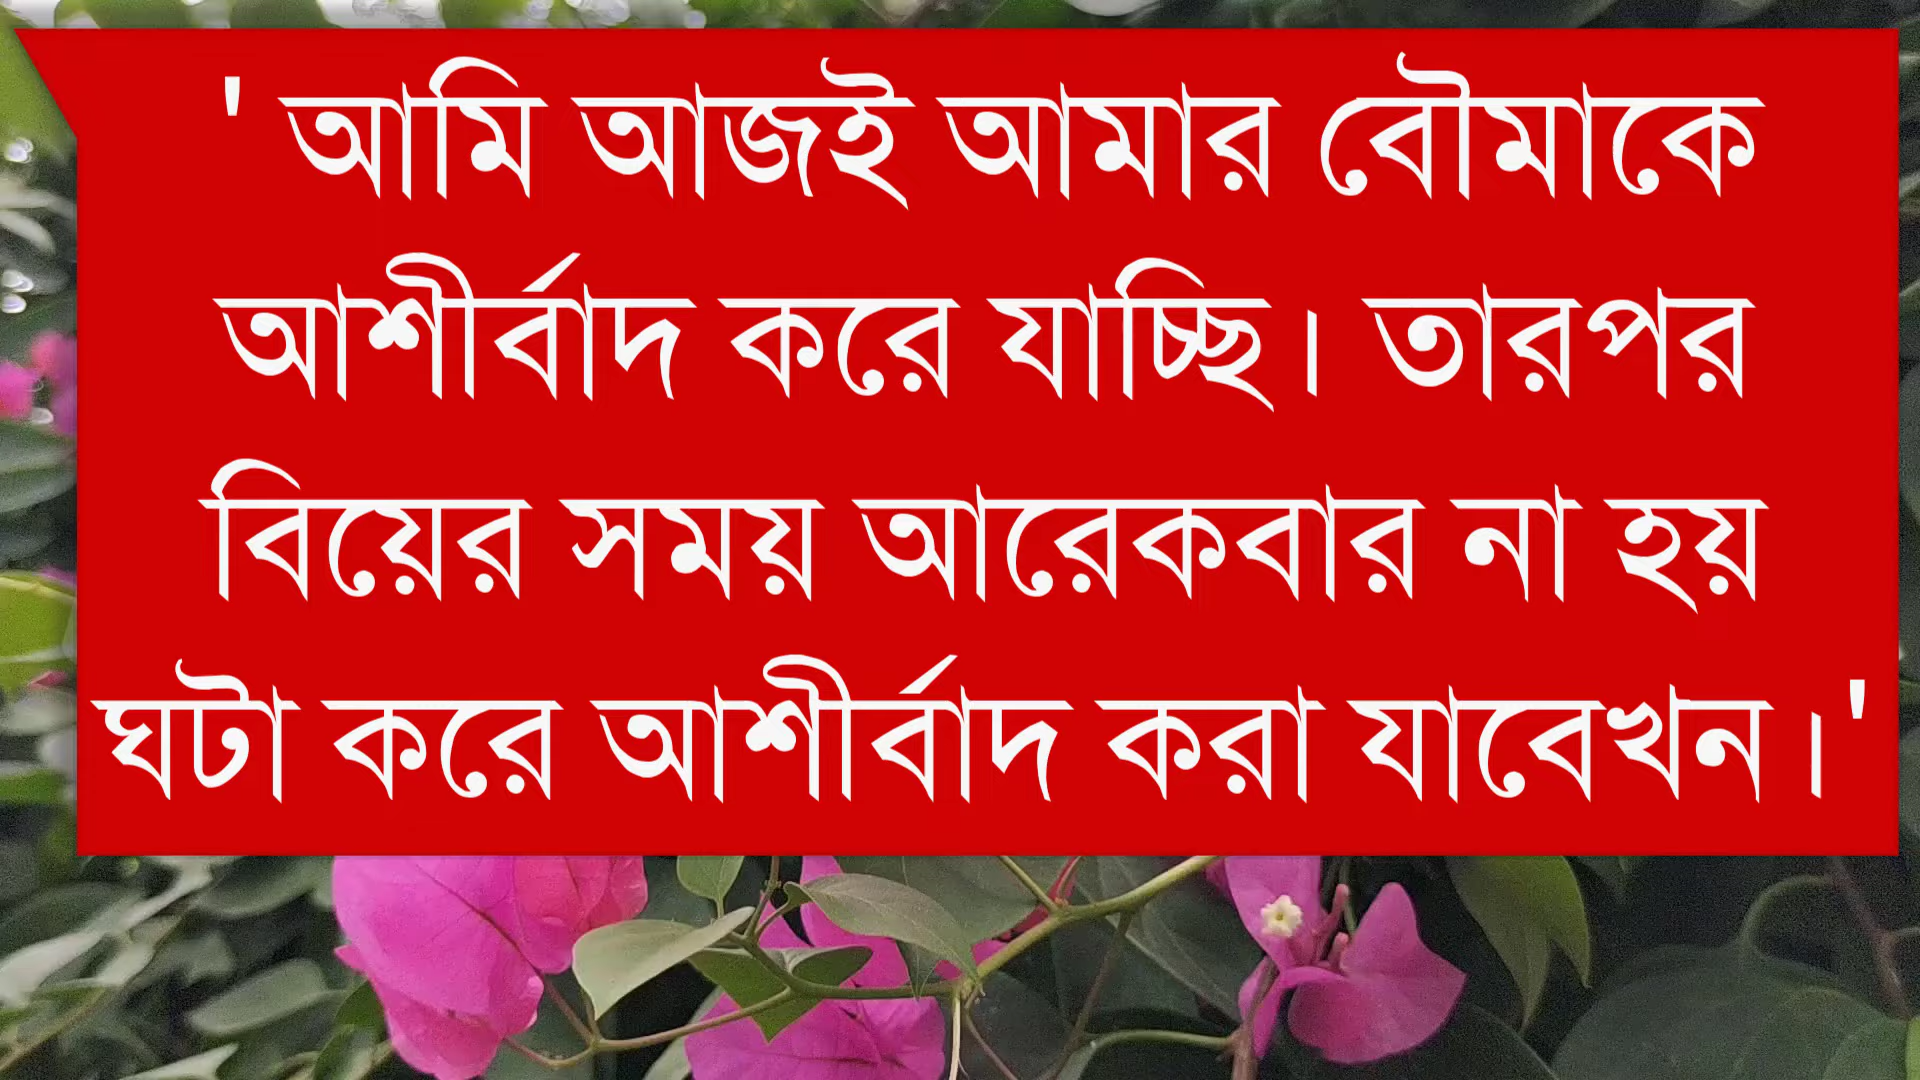 ' আমি আজই আমার বৌমাকে
আশীর্বাদ করে যাচ্ছি। তারপর
বিয়ের সময় আরেকবার না হয়
ঘটা করে আশীর্বাদ করা যাবেখন।'